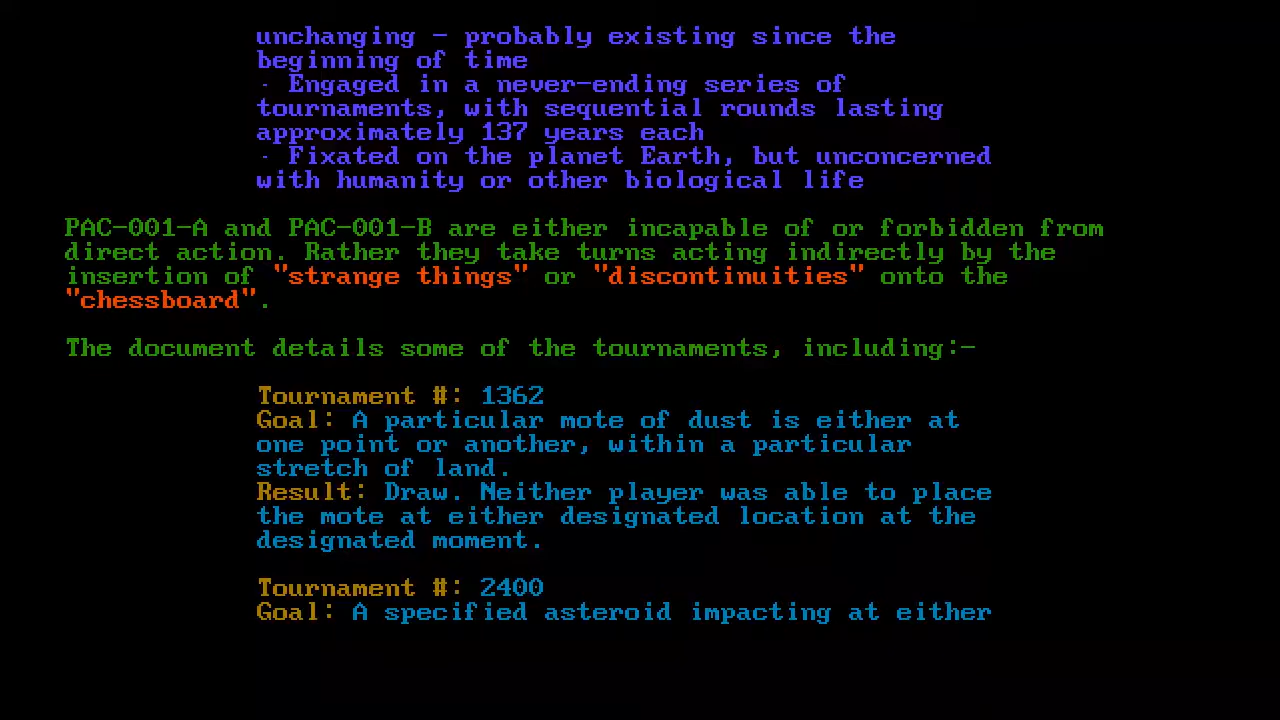 unchanging - probably existing since the
beginning of time
· Engaged in a never-ending series of
tournaments, with sequential rounds lasting
approximately 137 years each
· Fixated on the planet Earth, but unconcerned
with humanity or other biological life
PAC-001-A and PAC-001-B are either incapable of or forbidden from
direct action. Rather they take turns acting indirectly by the
insertion of "strange things" or "discontinuities" onto the
"chessboard".
The document details some of the tournaments, including:-
Tournament #: 1362
Goal: A particular mote of dust is either at
one point or another, within a particular
stretch of land.
Result: Draw. Neither player was able to place
the mote at either designated location at the
designated moment.
Tournament #: 2400
Goal: A specified asteroid impacting at either